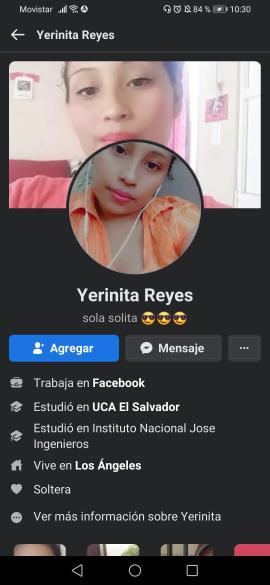 Movistar 84 % 10:30
Yerinita Reyes
Yerinita Reyes
sola solita 😎😎😎
Agregar Mensaje ...
Trabaja en Facebook
Estudió en UCA El Salvador
Estudió en Instituto Nacional Jose
Ingenieros
Vive en Los Ángeles
Soltera
Ver más información sobre Yerinita